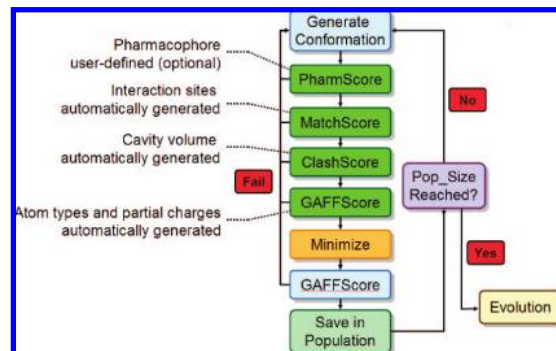 Generate
Conformation
Pharmacophore
user-defined (optional)
PharmScore
Interaction sites
automatically generated
MatchScore
Cavity volume
automatically generated
ClashScore
Fail
GAFFScore
Atom types and partial charges
automatically generated
Minimize
GAFFScore
Save in
Population
No
Pop_Size
Reached?
Yes
Evolution